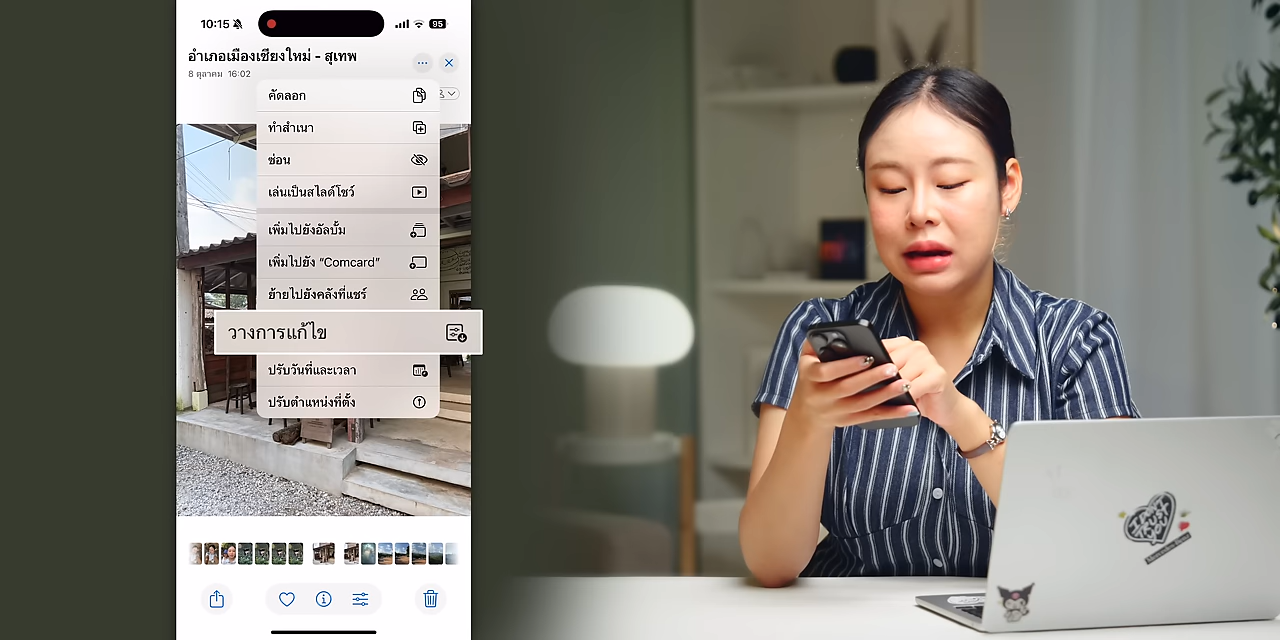 10:15
95
อำเภอเมืองเชียงใหม่ - สุเทพ
8 ตุลาคม 16:02
คัดลอก
ทำสำเนา
ซ่อน
เล่นเป็นสไลด์โชว์
เพิ่มไปยังอัลบั้ม
เพิ่มไปยัง “Comcard”
ย้ายไปยังคลังที่แชร์
วางการแก้ไข
ปรับวันที่และเวลา
ปรับตำแหน่งที่ตั้ง